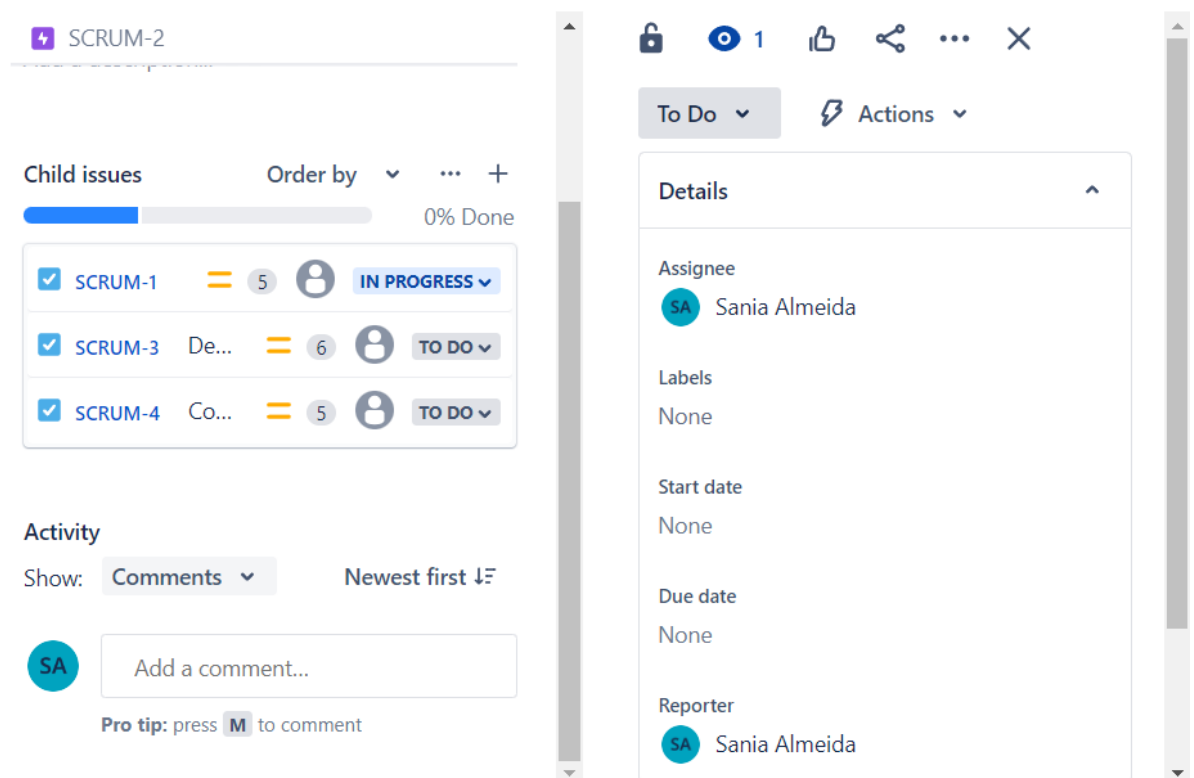 SCRUM-2
Add a description...
Child issues Order by
0% Done
SCRUM-1 5 IN PROGRESS
SCRUM-3 De... 6 TO DO
SCRUM-4 Co... 5 TO DO
Activity
Show: Comments Newest first
SA Add a comment...
Pro tip: press M to comment
1
To Do Actions
Details
Assignee
SA Sania Almeida
Labels
None
Start date
None
Due date
None
Reporter
SA Sania Almeida